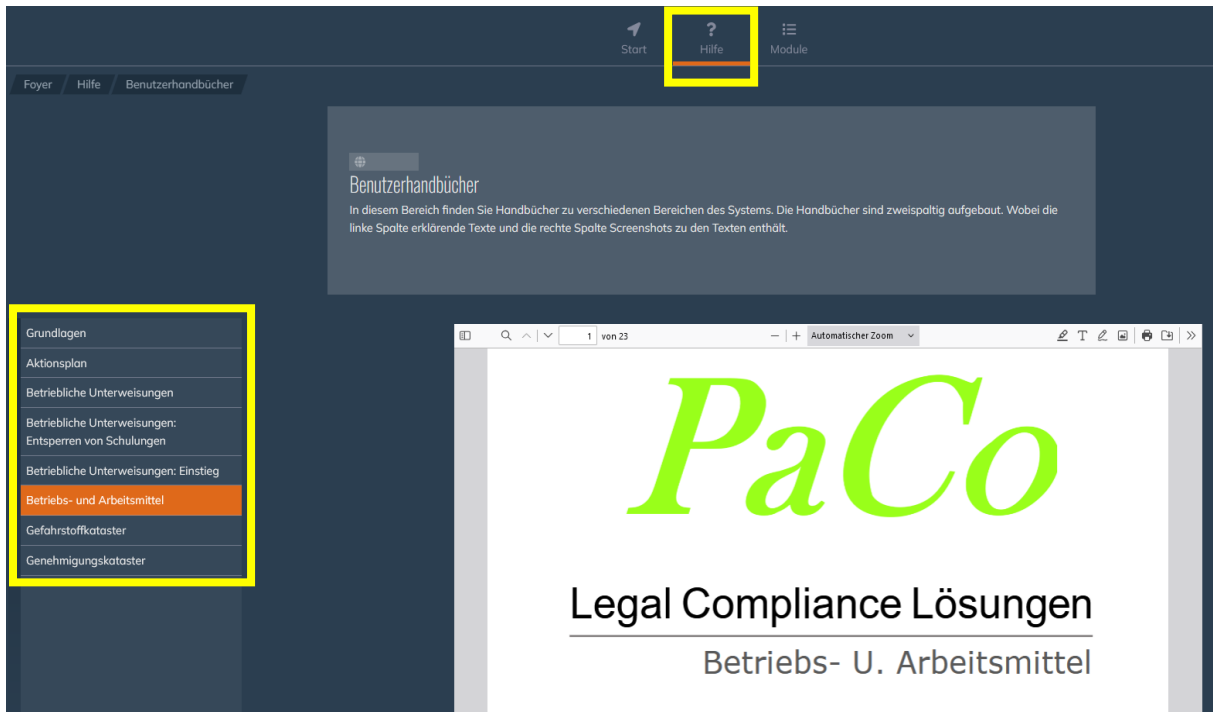 Start
Hilfe
Module
Foyer
Hilfe
Benutzerhandbücher
Benutzerhandbücher
In diesem Bereich finden Sie Handbücher zu verschiedenen Bereichen des Systems. Die Handbücher sind zweispaltig aufgebaut. Wobei die
linke Spalte erklärende Texte und die rechte Spalte Screenshots zu den Texten enthält.
Grundlagen
Aktionsplan
Betriebliche Unterweisungen
Betriebliche Unterweisungen:
Entsperren von Schulungen
Betriebliche Unterweisungen: Einstieg
Betriebs- und Arbeitsmittel
Gefahrstoffkataster
Genehmigungskataster
1 von 23
Automatischer Zoom
PaCo
Legal Compliance Lösungen
Betriebs- U. Arbeitsmittel